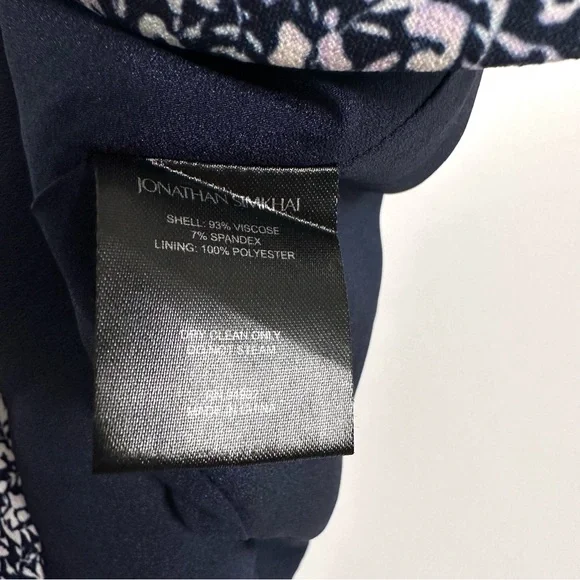 JONATHAN SIMKHAI
SHELL: 93% VISCOSE
7% SPANDEX
LINING: 100% POLYESTER
DRY CLEAN ONLY
DO NOT STEAM
MADE IN CHINA